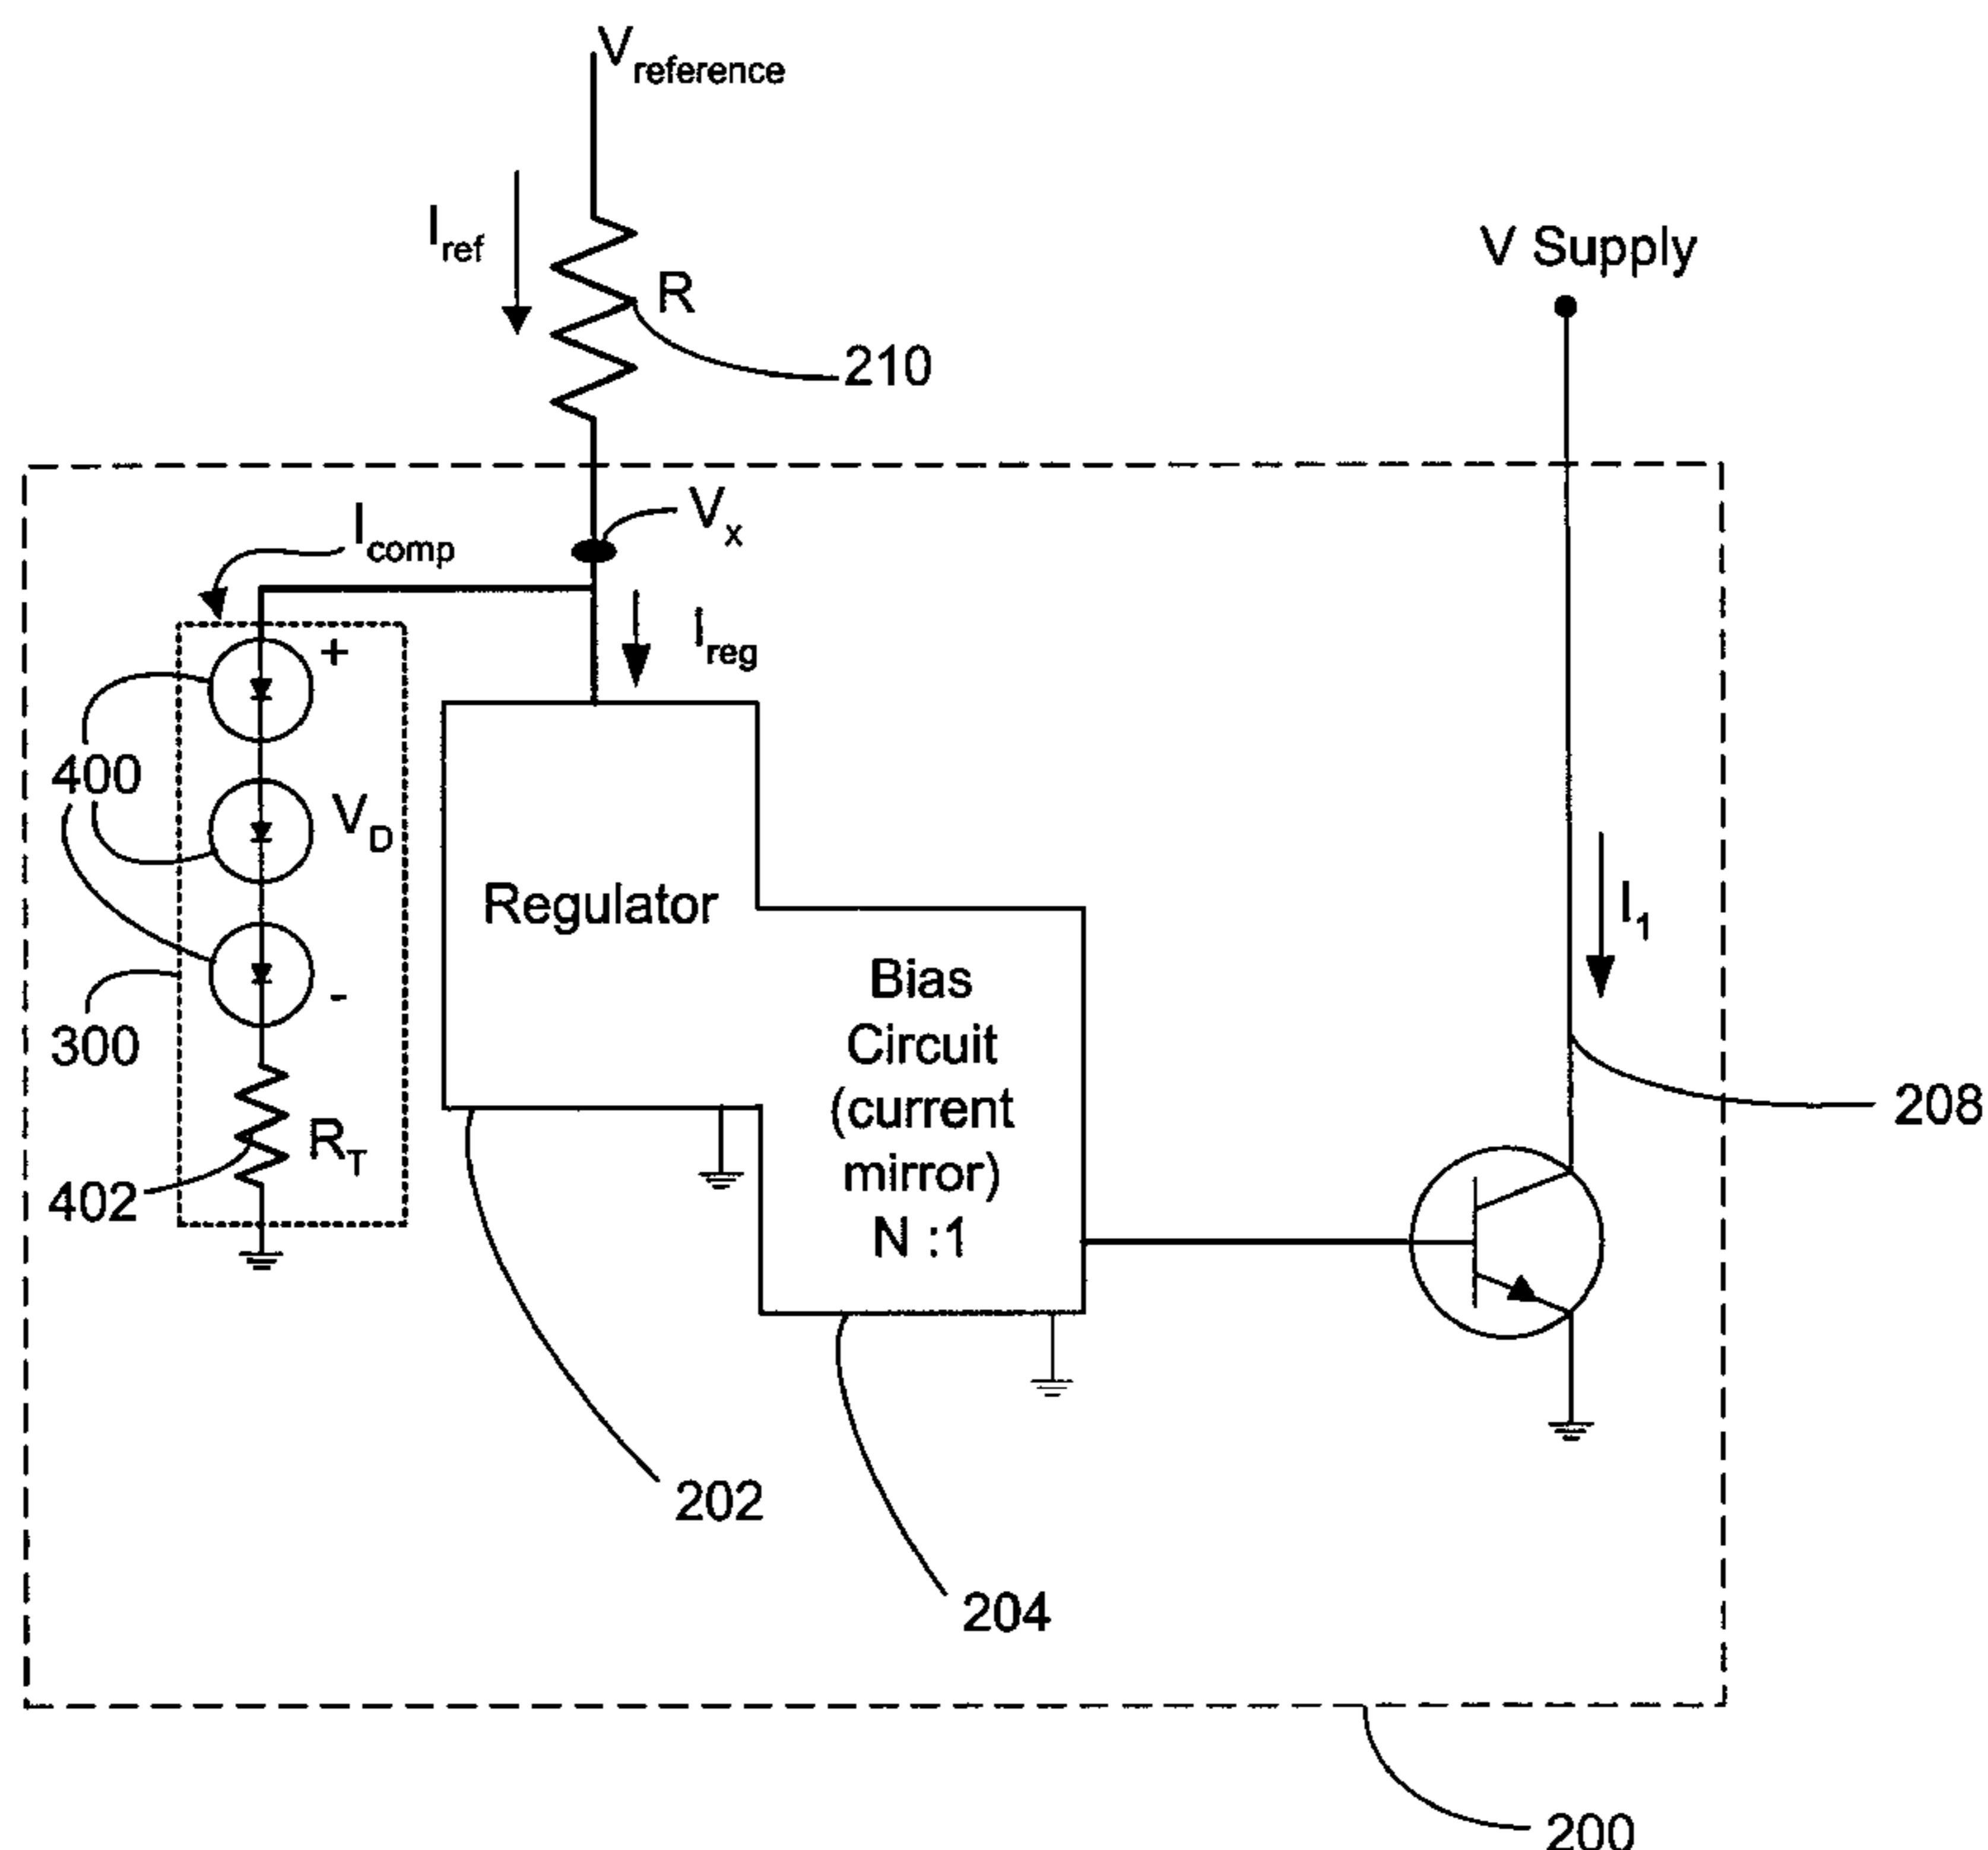 Vreference
Iref
R
210
V Supply
Vx
Icomp
Ireg
+
400
VD
-
300
RT
402
Regulator
Bias
Circuit
(current
mirror)
N :1
I1
208
202
204
200